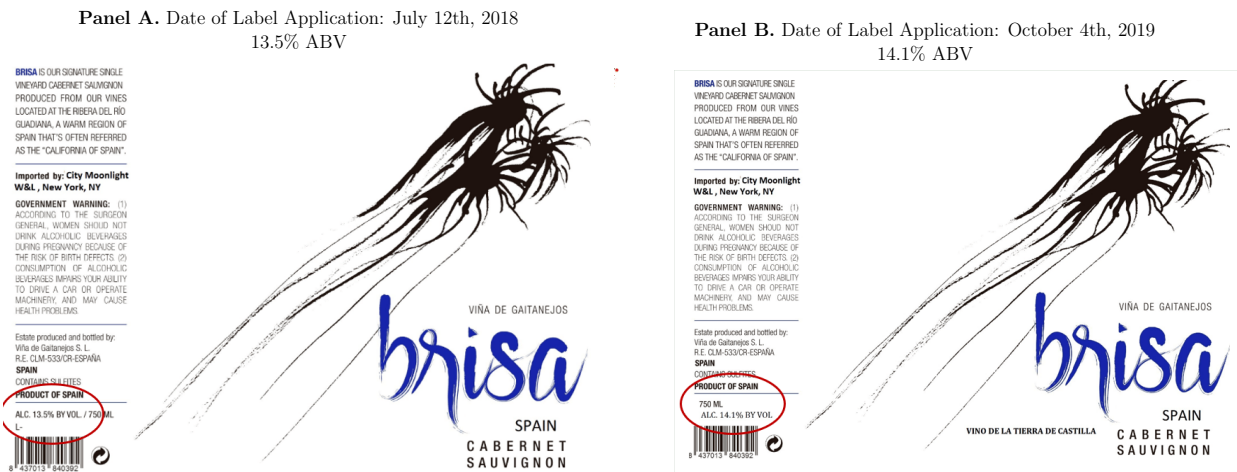 Panel A. Date of Label Application: July 12th, 2018
13.5% ABV
BRISA IS OUR SIGNATURE SINGLE
VINEYARD CABERNET SAUVIGNON
PRODUCED FROM OUR VINES
LOCATED AT THE RIBERA DEL RÍO
GUADIANA, A WARM REGION OF
SPAIN THAT'S OFTEN REFERRED
AS THE "CALIFORNIA OF SPAIN".
Imported by: City Moonlight
W&L , New York, NY
GOVERNMENT WARNING: (1)
ACCORDING TO THE SURGEON
GENERAL, WOMEN SHOUD NOT
DRINK ALCOHOLIC BEVERAGES
DURING PREGNANCY BECAUSE OF
THE RISK OF BIRTH DEFECTS. (2)
CONSUMPTION OF ALCOHOLIC
BEVERAGES IMPAIRS YOUR ABILITY
TO DRIVE A CAR OR OPERATE
MACHINERY, AND MAY CAUSE
HEALTH PROBLEMS.
Estate produced and bottled by:
Viña de Gaitanejos S. L.
R.E. CLM-533/CR-ESPAÑA
SPAIN
CONTAINS SULFITES
PRODUCT OF SPAIN
ALC. 13.5% BY VOL. / 750 ML
L-
8 437013 840392
VIÑA DE GAITANEJOS
brisa
SPAIN
CABERNET
SAUVIGNON
Panel B. Date of Label Application: October 4th, 2019
14.1% ABV
BRISA IS OUR SIGNATURE SINGLE
VINEYARD CABERNET SAUVIGNON
PRODUCED FROM OUR VINES
LOCATED AT THE RIBERA DEL RÍO
GUADIANA, A WARM REGION OF
SPAIN THAT'S OFTEN REFERRED
AS THE "CALIFORNIA OF SPAIN".
Imported by: City Moonlight
W&L , New York, NY
GOVERNMENT WARNING: (1)
ACCORDING TO THE SURGEON
GENERAL, WOMEN SHOUD NOT
DRINK ALCOHOLIC BEVERAGES
DURING PREGNANCY BECAUSE OF
THE RISK OF BIRTH DEFECTS. (2)
CONSUMPTION OF ALCOHOLIC
BEVERAGES IMPAIRS YOUR ABILITY
TO DRIVE A CAR OR OPERATE
MACHINERY, AND MAY CAUSE
HEALTH PROBLEMS.
Estate produced and bottled by:
Viña de Gaitanejos S. L.
R.E. CLM-533/CR-ESPAÑA
SPAIN
CONTAINS SULFITES
PRODUCT OF SPAIN
750 ML
ALC. 14.1% BY VOL
8 437013 840392
VIÑA DE GAITANEJOS
brisa
SPAIN
VINO DE LA TIERRA DE CASTILLA
CABERNET
SAUVIGNON